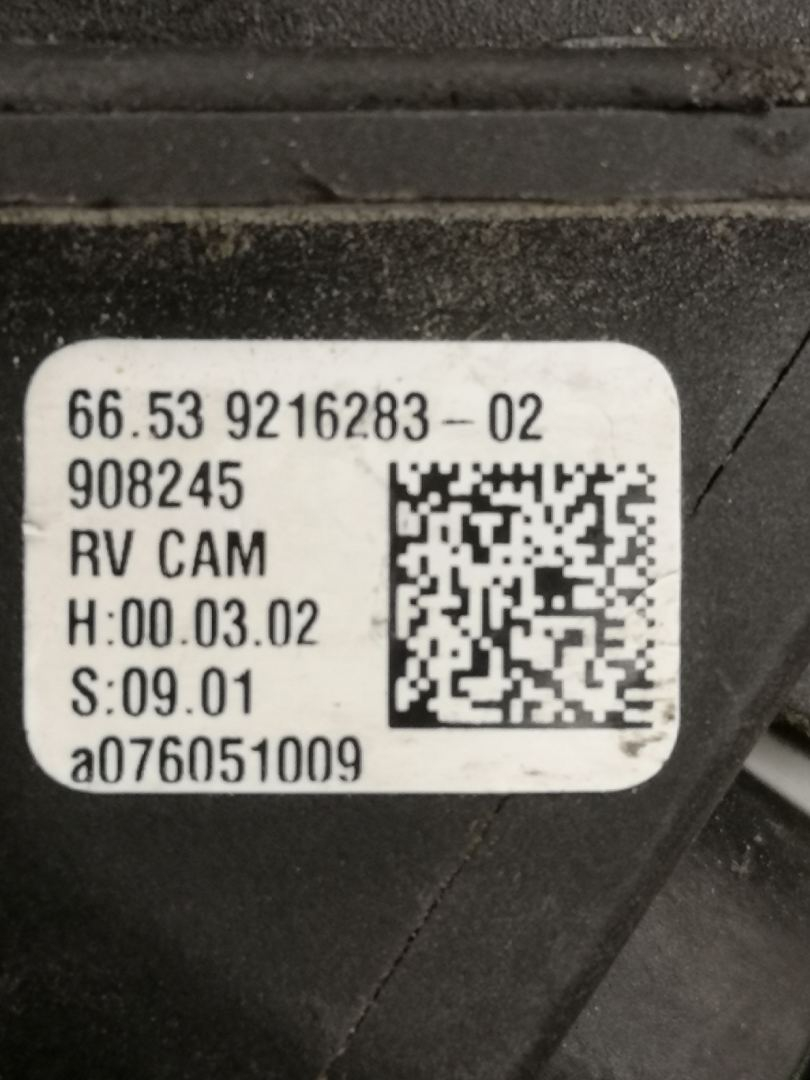 66.53 9216283-02
908245
RV CAM
H:00.03.02
S:09.01
a076051009